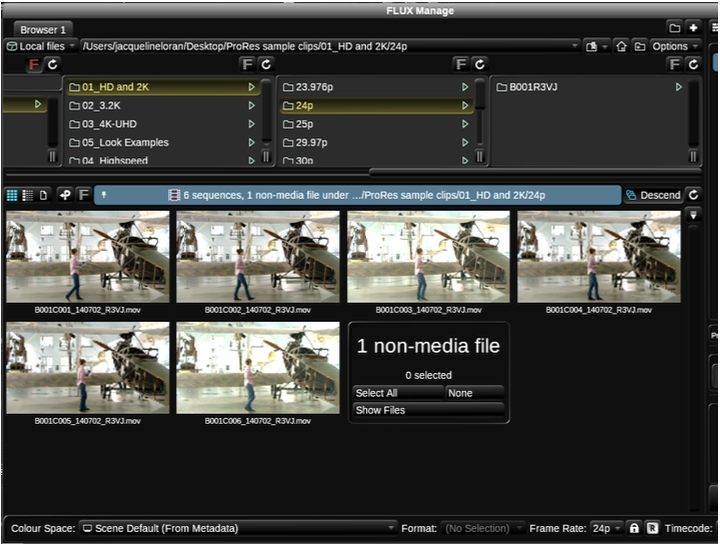 FLUX Manage
Browser 1
Local files /Users/jacquelineloran/Desktop/ProRes sample clips/01_HD and 2K/24p Options
F F F F
01_HD and 2K 23.976p B001R3VJ
02_3.2K 24p
03_4K-UHD 25p
05_Look Examples 29.97p
04_Highspeed 30p
F 6 sequences, 1 non-media file under .../ProRes sample clips/01_HD and 2K/24p Descend
B001C001_140702_R3VJ.mov B001C002_140702_R3VJ.mov B001C003_140702_R3VJ.mov B001C004_140702_R3VJ.mov
1 non-media file
0 selected
Select All None
Show Files
B001C005_140702_R3VJ.mov B001C006_140702_R3VJ.mov
Colour Space: Scene Default (From Metadata) Format: (No Selection) Frame Rate: 24p R Timecode: